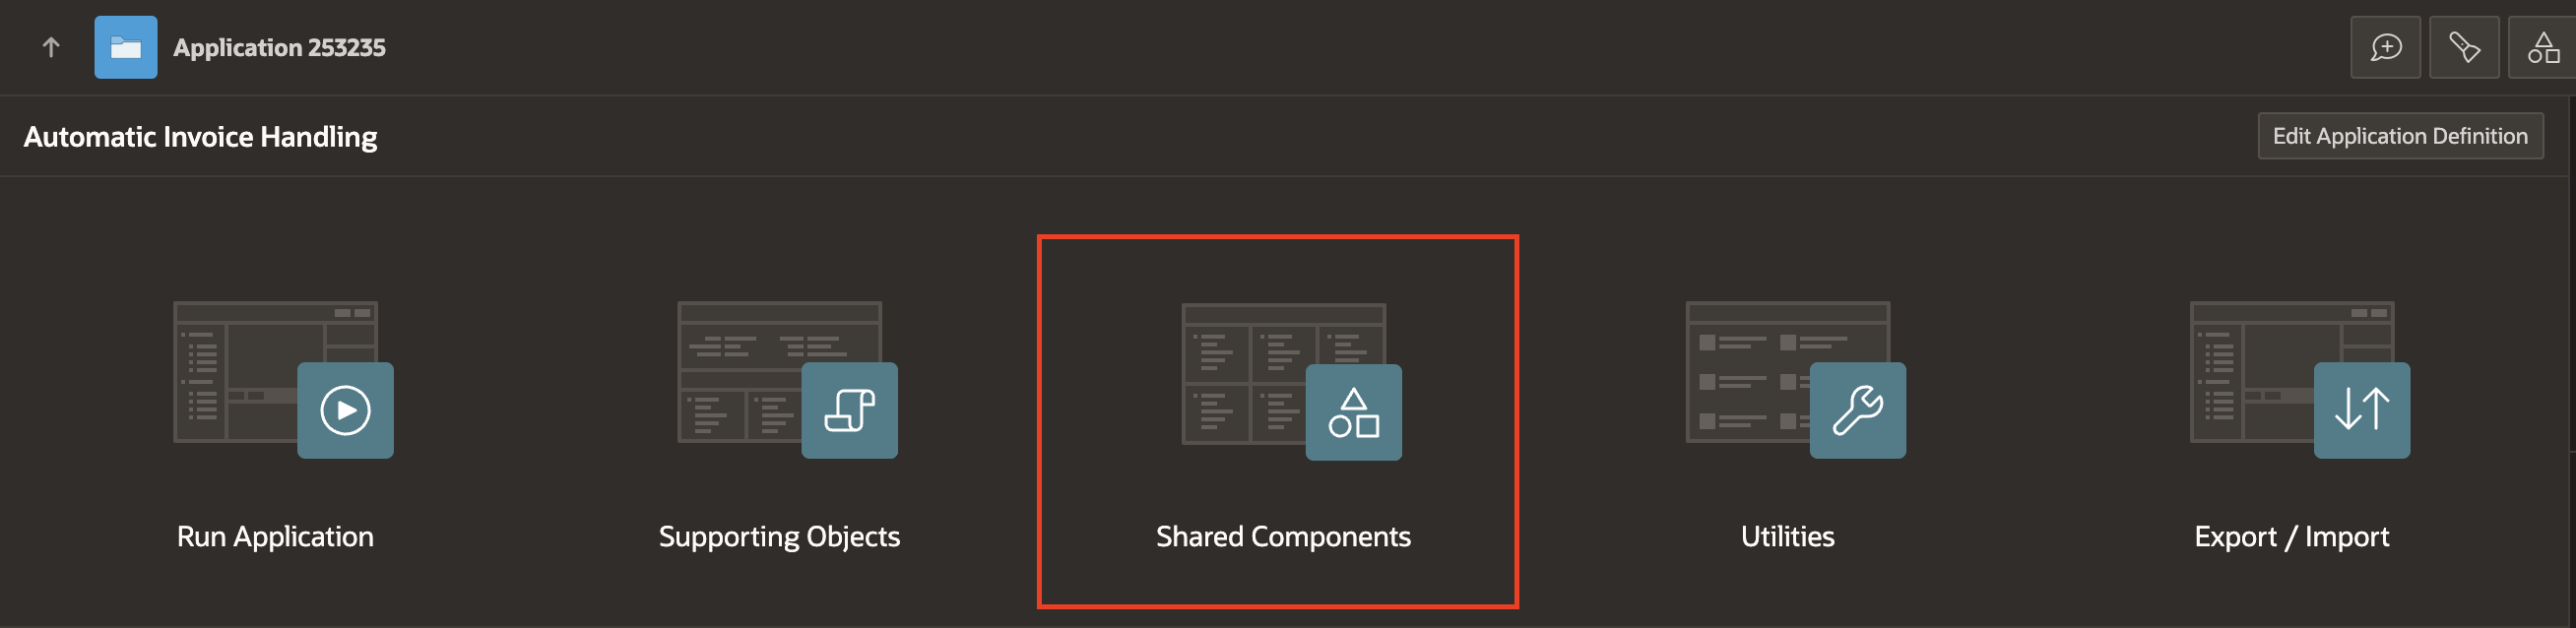 Application 253235
Automatic Invoice Handling
Edit Application Definition
Run Application
Supporting Objects
Shared Components
Utilities
Export / Import